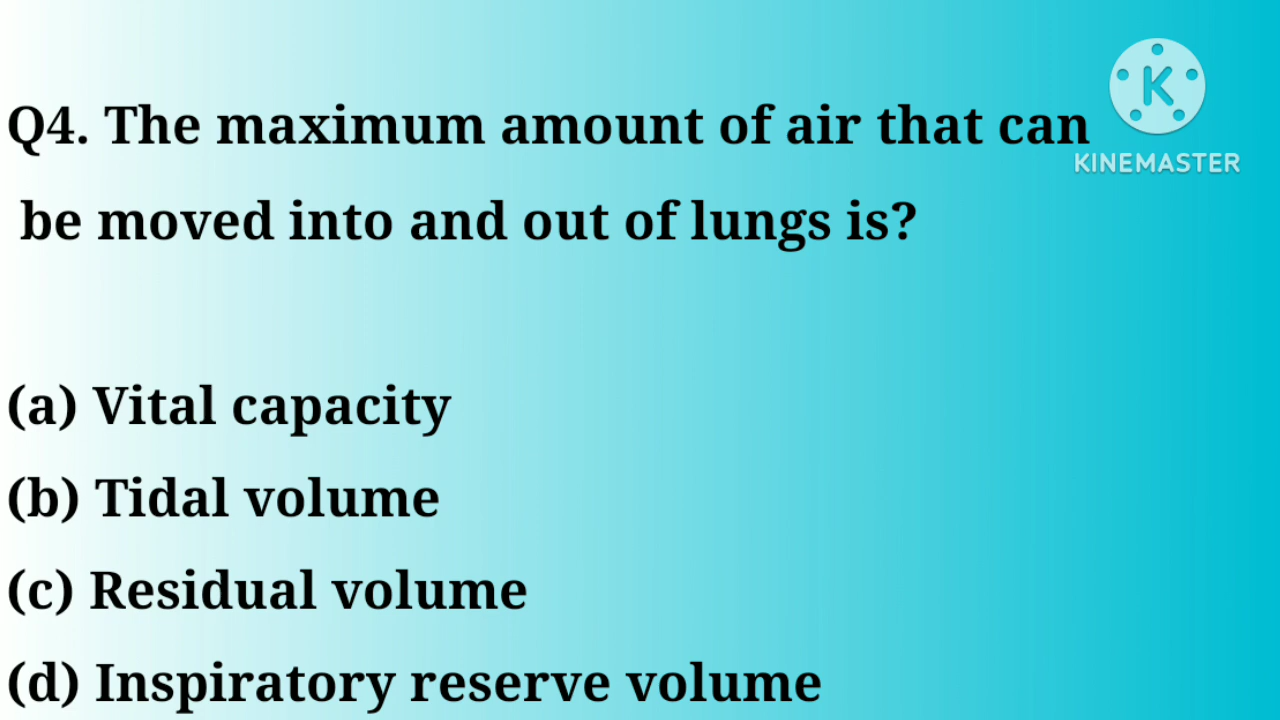 K
KINEMASTER
Q4. The maximum amount of air that can
be moved into and out of lungs is?
(a) Vital capacity
(b) Tidal volume
(c) Residual volume
(d) Inspiratory reserve volume